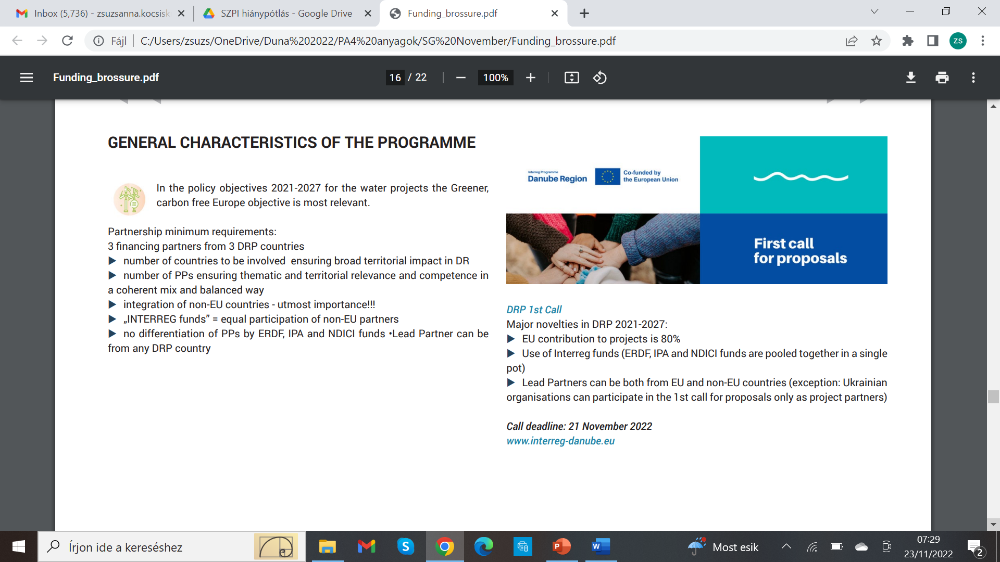 Inbox (5,736) - zsuzsanna.kocsisk
SZPI hiánypótlás - Google Drive
Funding_brossure.pdf
Fájl
C:/Users/zsuzs/OneDrive/Duna%202022/PA4%20anyagok/SG%20November/Funding_brossure.pdf
ZS
Funding_brossure.pdf
16 / 22
100%
GENERAL CHARACTERISTICS OF THE PROGRAMME
In the policy objectives 2021-2027 for the water projects the Greener,
carbon free Europe objective is most relevant.
Partnership minimum requirements:
3 financing partners from 3 DRP countries
▶ number of countries to be involved ensuring broad territorial impact in DR
▶ number of PPs ensuring thematic and territorial relevance and competence in
a coherent mix and balanced way
▶ integration of non-EU countries - utmost importance!!!
▶ „INTERREG funds” = equal participation of non-EU partners
▶ no differentiation of PPs by ERDF, IPA and NDICI funds •Lead Partner can be
from any DRP country
Interreg Programme
Danube Region
Co-funded by
the European Union
First call
for proposals
DRP 1st Call
Major novelties in DRP 2021-2027:
▶ EU contribution to projects is 80%
▶ Use of Interreg funds (ERDF, IPA and NDICI funds are pooled together in a single
pot)
▶ Lead Partners can be both from EU and non-EU countries (exception: Ukrainian
organisations can participate in the 1st call for proposals only as project partners)
Call deadline: 21 November 2022
www.interreg-danube.eu
Írjon ide a kereséshez
Most esik
07:29
23/11/2022
2